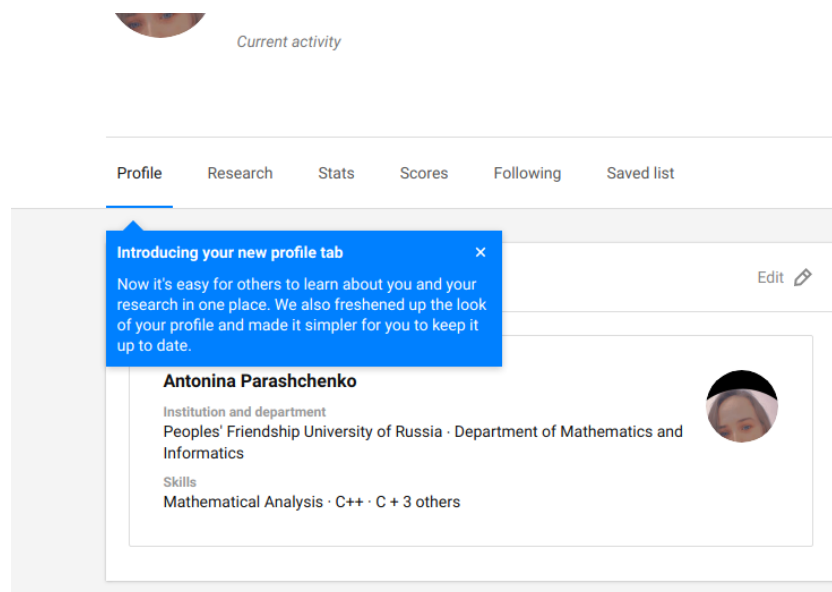 Current activity
Profile Research Stats Scores Following Saved list
Introducing your new profile tab ×
Now it's easy for others to learn about you and your
research in one place. We also freshened up the look
of your profile and made it simpler for you to keep it
up to date.
Edit
Antonina Parashchenko
Institution and department
Peoples' Friendship University of Russia · Department of Mathematics and
Informatics
Skills
Mathematical Analysis · C++ · C + 3 others